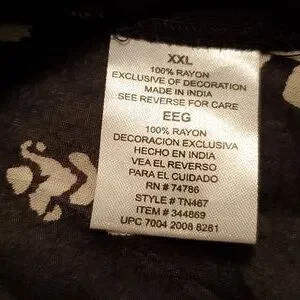 XXL
100% RAYON
EXCLUSIVE OF DECORATION
MADE IN INDIA
SEE REVERSE FOR CARE
EEG
100% RAYON
DECORACION EXCLUSIVA
HECHO EN INDIA
VEA EL REVERSO
PARA EL CUIDADO
RN # 74786
STYLE # TN467
ITEM # 344869
UPC 7004 2008 8281